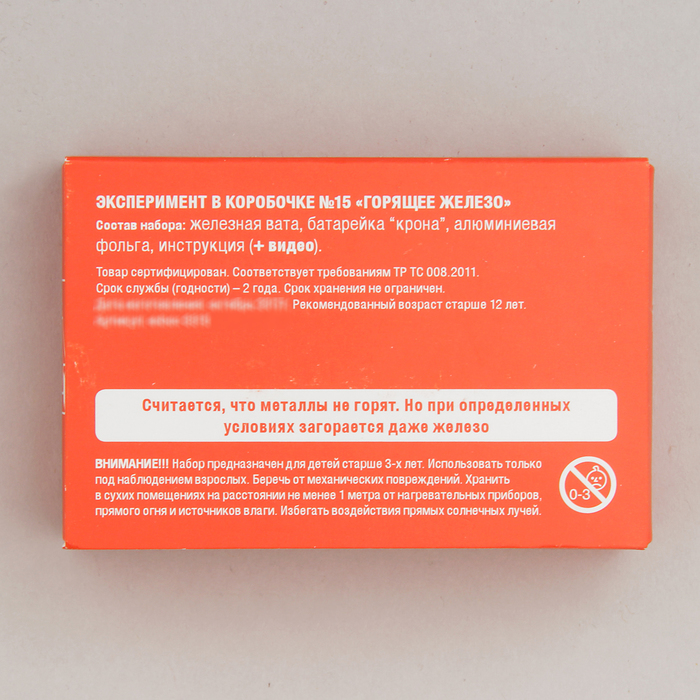 ЭКСПЕРИМЕНТ В КОРОБОЧКЕ №15 «ГОРЯЩЕЕ ЖЕЛЕЗО»
Состав набора: железная вата, батарейка “крона”, алюминиевая
фольга, инструкция (+ видео).
Товар сертифицирован. Соответствует требованиям ТР ТС 008.2011.
Срок службы (годности) – 2 года. Срок хранения не ограничен.
Рекомендованный возраст старше 12 лет.
Считается, что металлы не горят. Но при определенных
условиях загорается даже железо
ВНИМАНИЕ!!! Набор предназначен для детей старше 3-х лет. Использовать только
под наблюдением взрослых. Беречь от механических повреждений. Хранить
в сухих помещениях на расстоянии не менее 1 метра от нагревательных приборов,
прямого огня и источников влаги. Избегать воздействия прямых солнечных лучей.
0-3